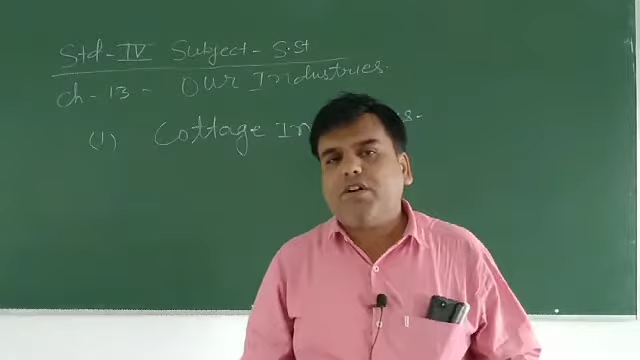 Std-IV Subject- S.St
Ch-13- Our Industries.
(1) Cottage In s-